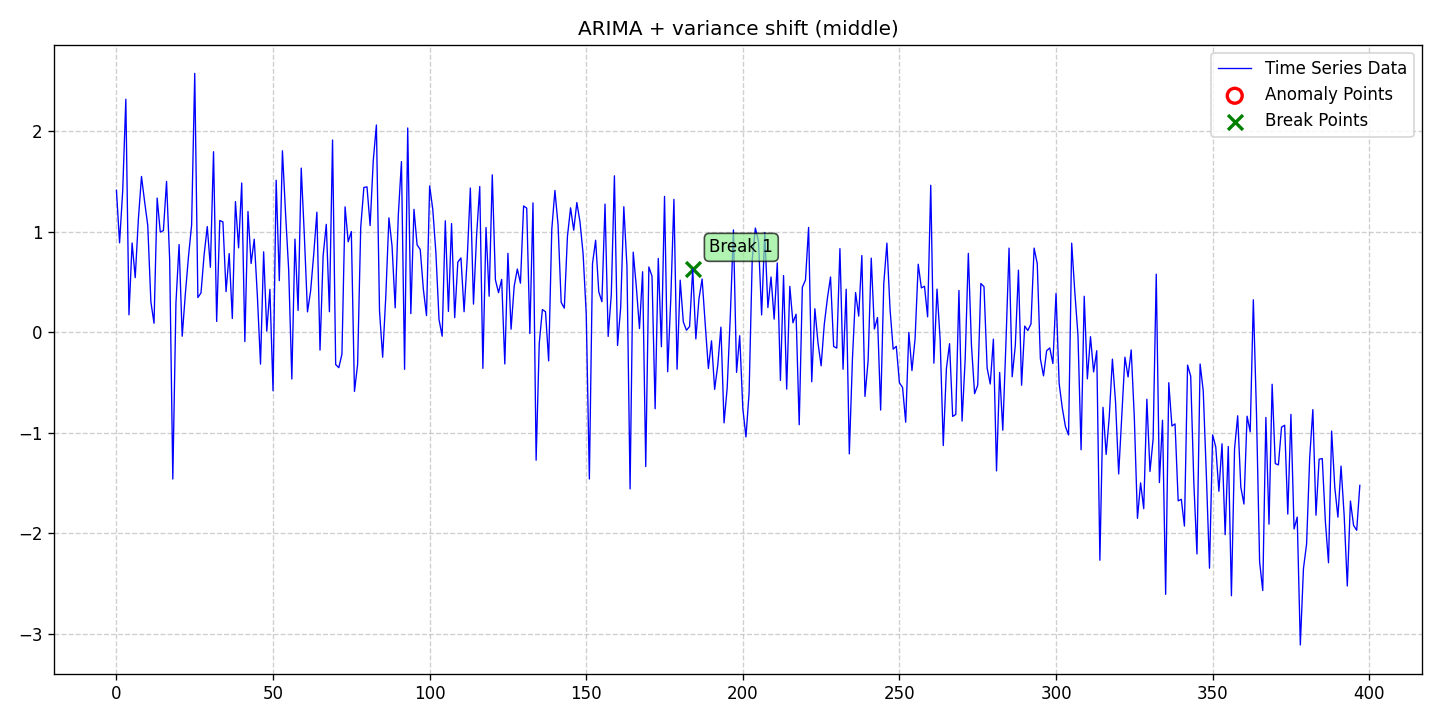 ARIMA + variance shift (middle)
Time Series Data
Anomaly Points
Break Points
Break 1
2
1
0
−1
−2
−3
0 50 100 150 200 250 300 350 400